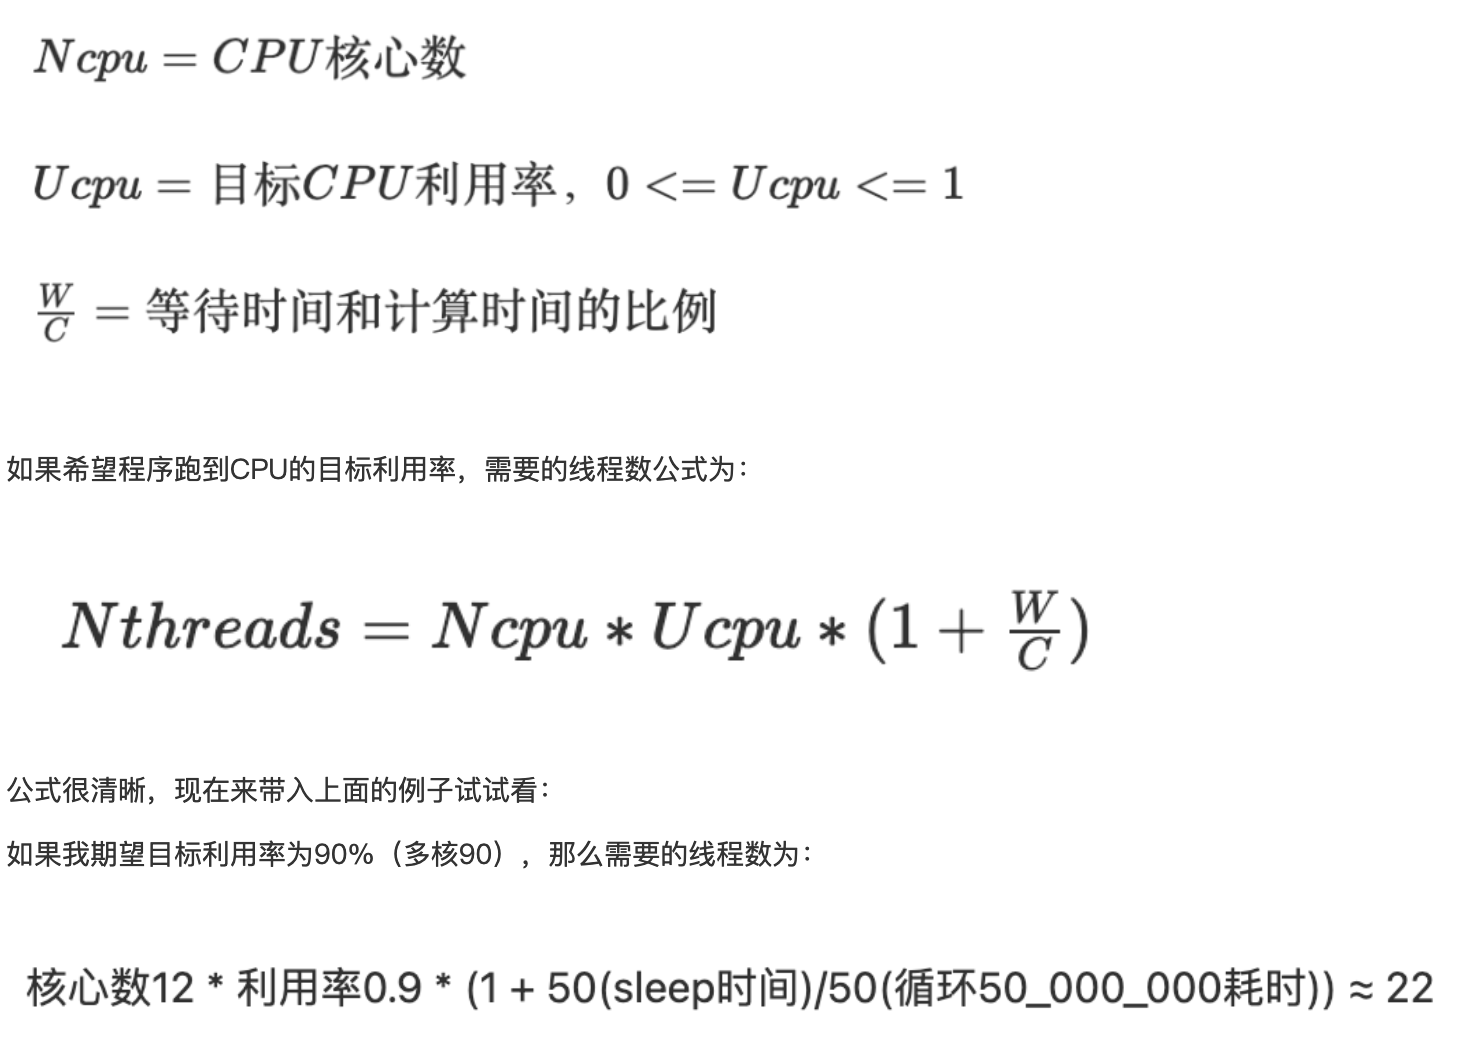 Ncpu = CPU核心数
Ucpu = 目标CPU利用率，0 <= Ucpu <= 1
W/C = 等待时间和计算时间的比例
如果希望程序跑到CPU的目标利用率，需要的线程数公式为：
Nthreads = Ncpu * Ucpu * (1 + W/C)
公式很清晰，现在来带入上面的例子试试看：
如果我期望目标利用率为90%（多核90），那么需要的线程数为：
核心数12 * 利用率0.9 * (1 + 50(sleep时间)/50(循环50_000_000耗时)) ≈ 22